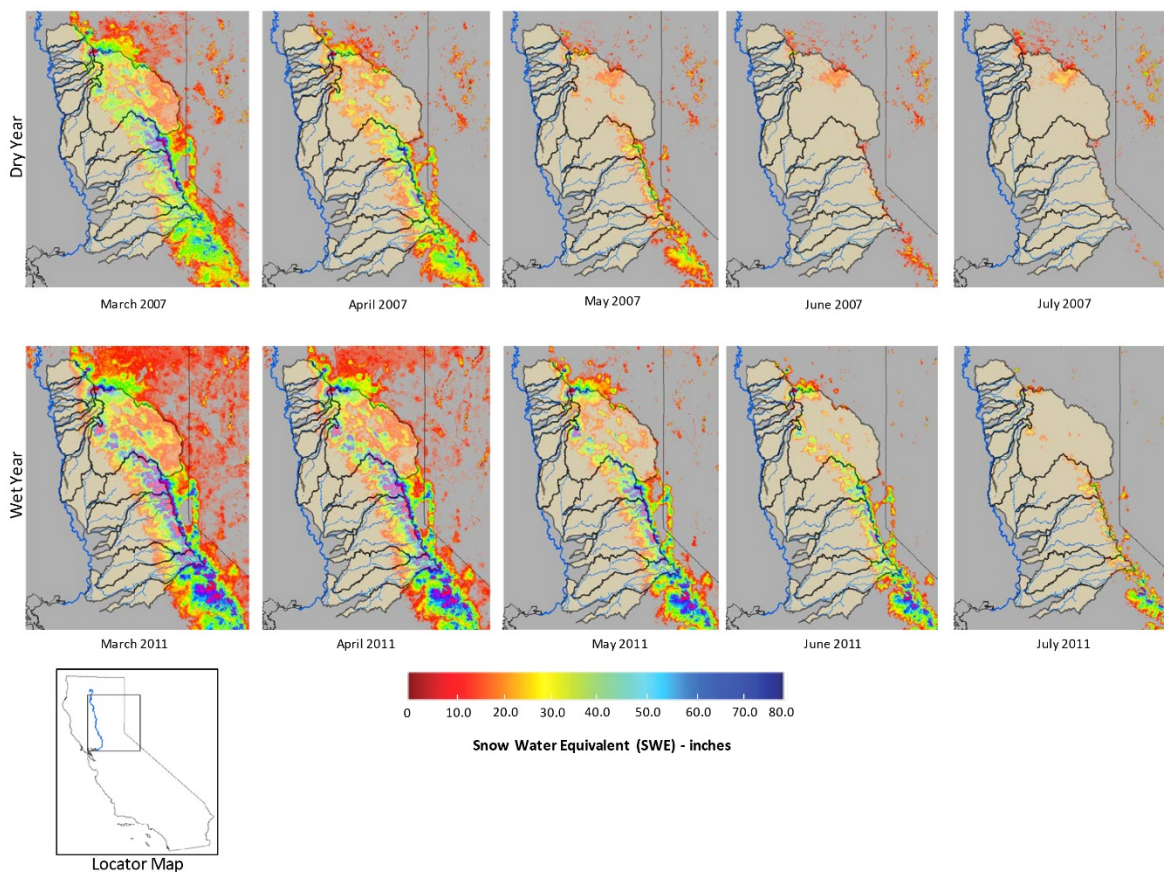 Dry Year
March 2007
April 2007
May 2007
June 2007
July 2007
Wet Year
March 2011
April 2011
May 2011
June 2011
July 2011
0 10.0 20.0 30.0 40.0 50.0 60.0 70.0 80.0
Snow Water Equivalent (SWE) - inches
Locator Map